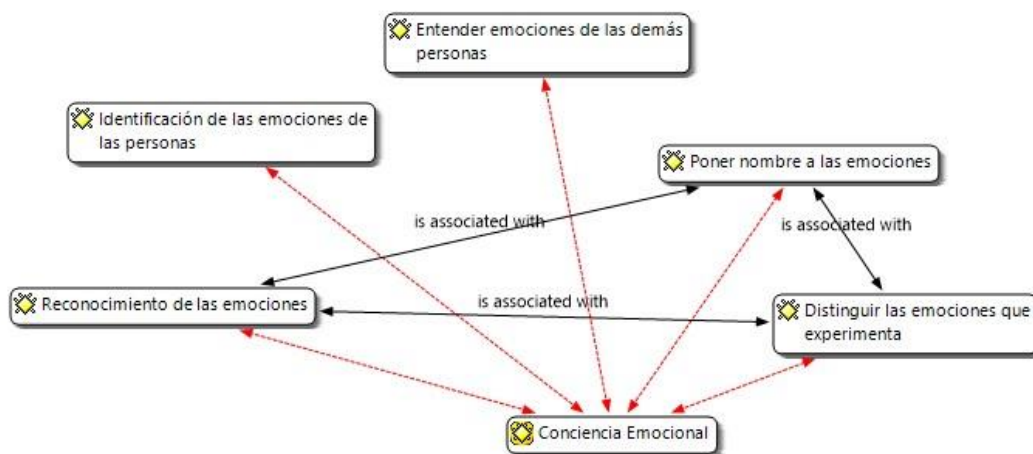 Entender emociones de las demás
personas
Identificación de las emociones de
las personas
Poner nombre a las emociones
is associated with
is associated with
Reconocimiento de las emociones
is associated with
Distinguir las emociones que
experimenta
Conciencia Emocional